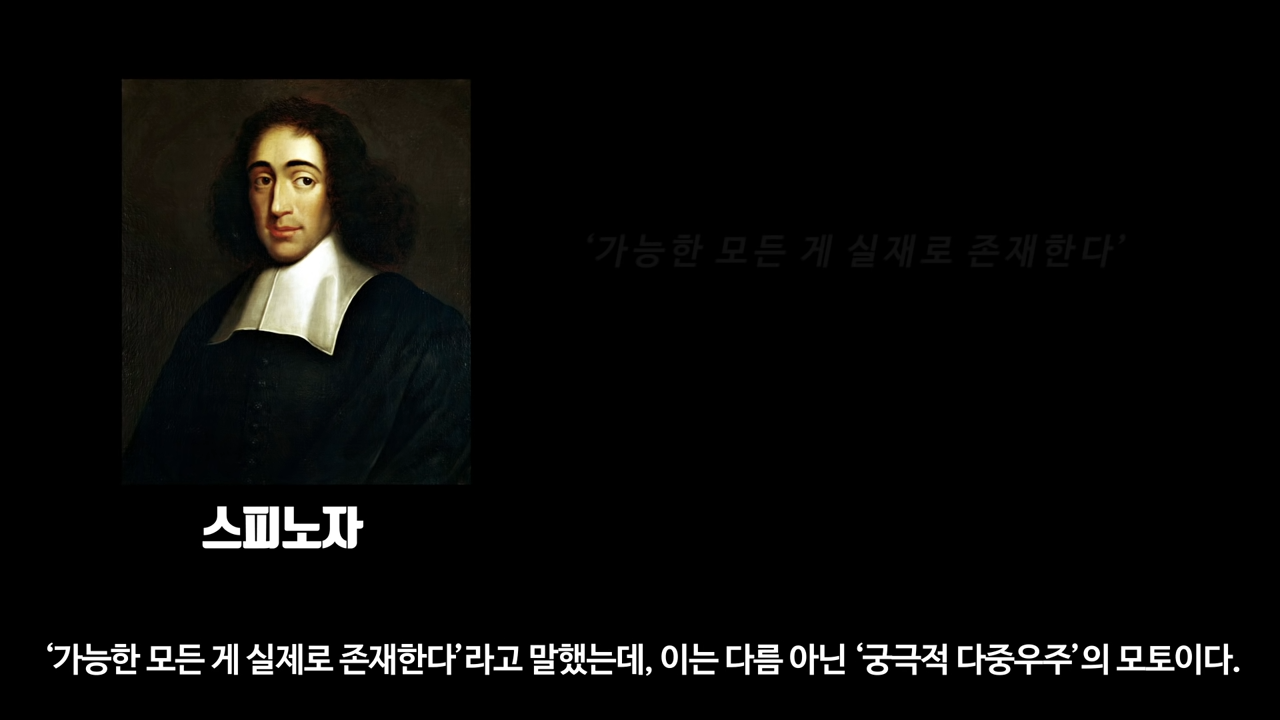 ‘가능한 모든 게 실재로 존재한다’
스피노자
‘가능한 모든 게 실제로 존재한다’라고 말했는데, 이는 다름 아닌 ‘궁극적 다중우주’의 모토이다.